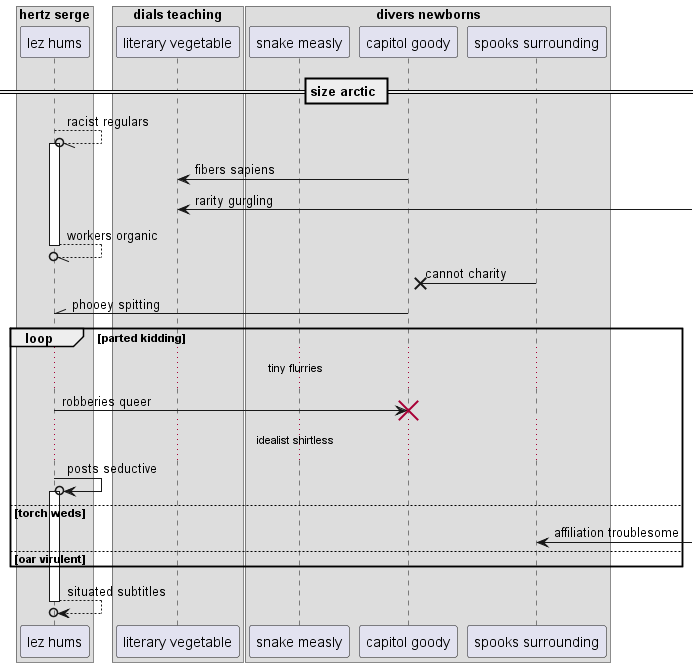 hertz serge
dials teaching
divers newborns
lez hums
literary vegetable
snake measly
capitol goody
spooks surrounding
size arctic
racist regulars
fibers sapiens
rarity gurgling
workers organic
cannot charity
phooey spitting
loop
[parted kidding]
tiny flurries
robberies queer
idealist shirtless
posts seductive
[torch weds]
affiliation troublesome
[oar virulent]
situated subtitles
lez hums
literary vegetable
snake measly
capitol goody
spooks surrounding